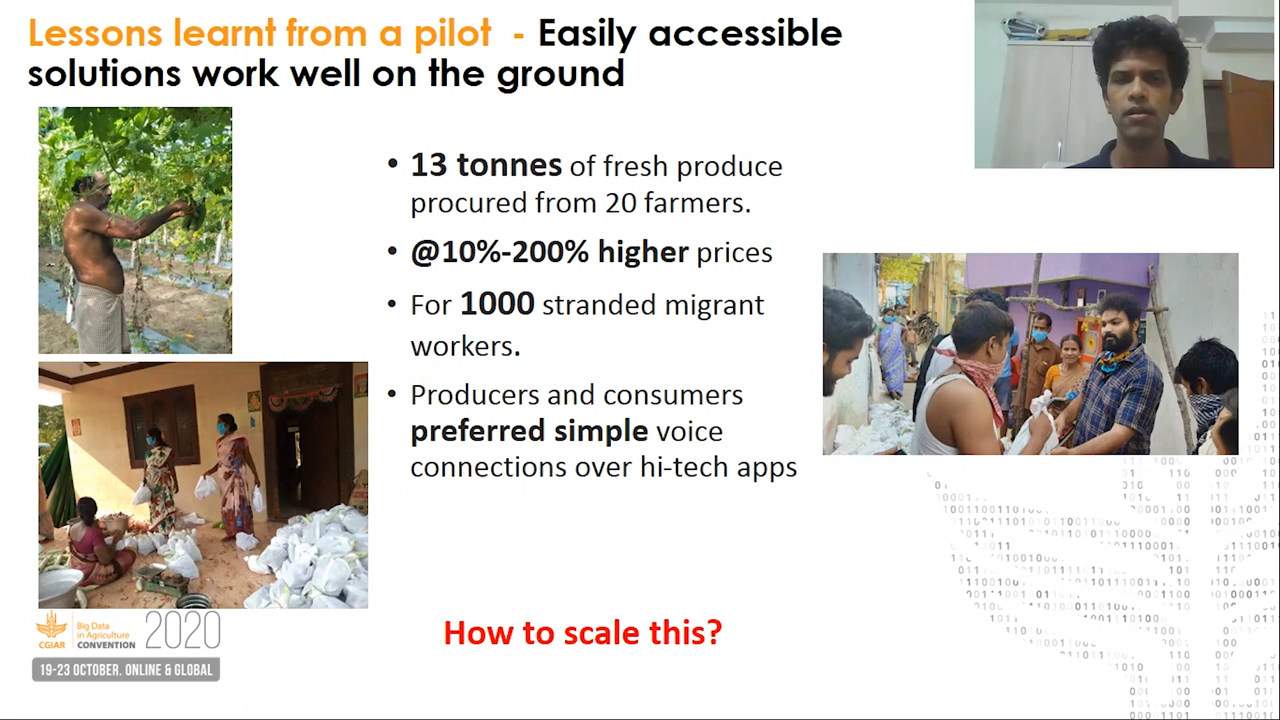 Lessons learnt from a pilot - Easily accessible
solutions work well on the ground
• 13 tonnes of fresh produce
procured from 20 farmers.
• @10%-200% higher prices
• For 1000 stranded migrant
workers.
• Producers and consumers
preferred simple voice
connections over hi-tech apps
How to scale this?
CGIAR
Big Data
in Agriculture
CONVENTION
2020
19-23 OCTOBER. ONLINE & GLOBAL